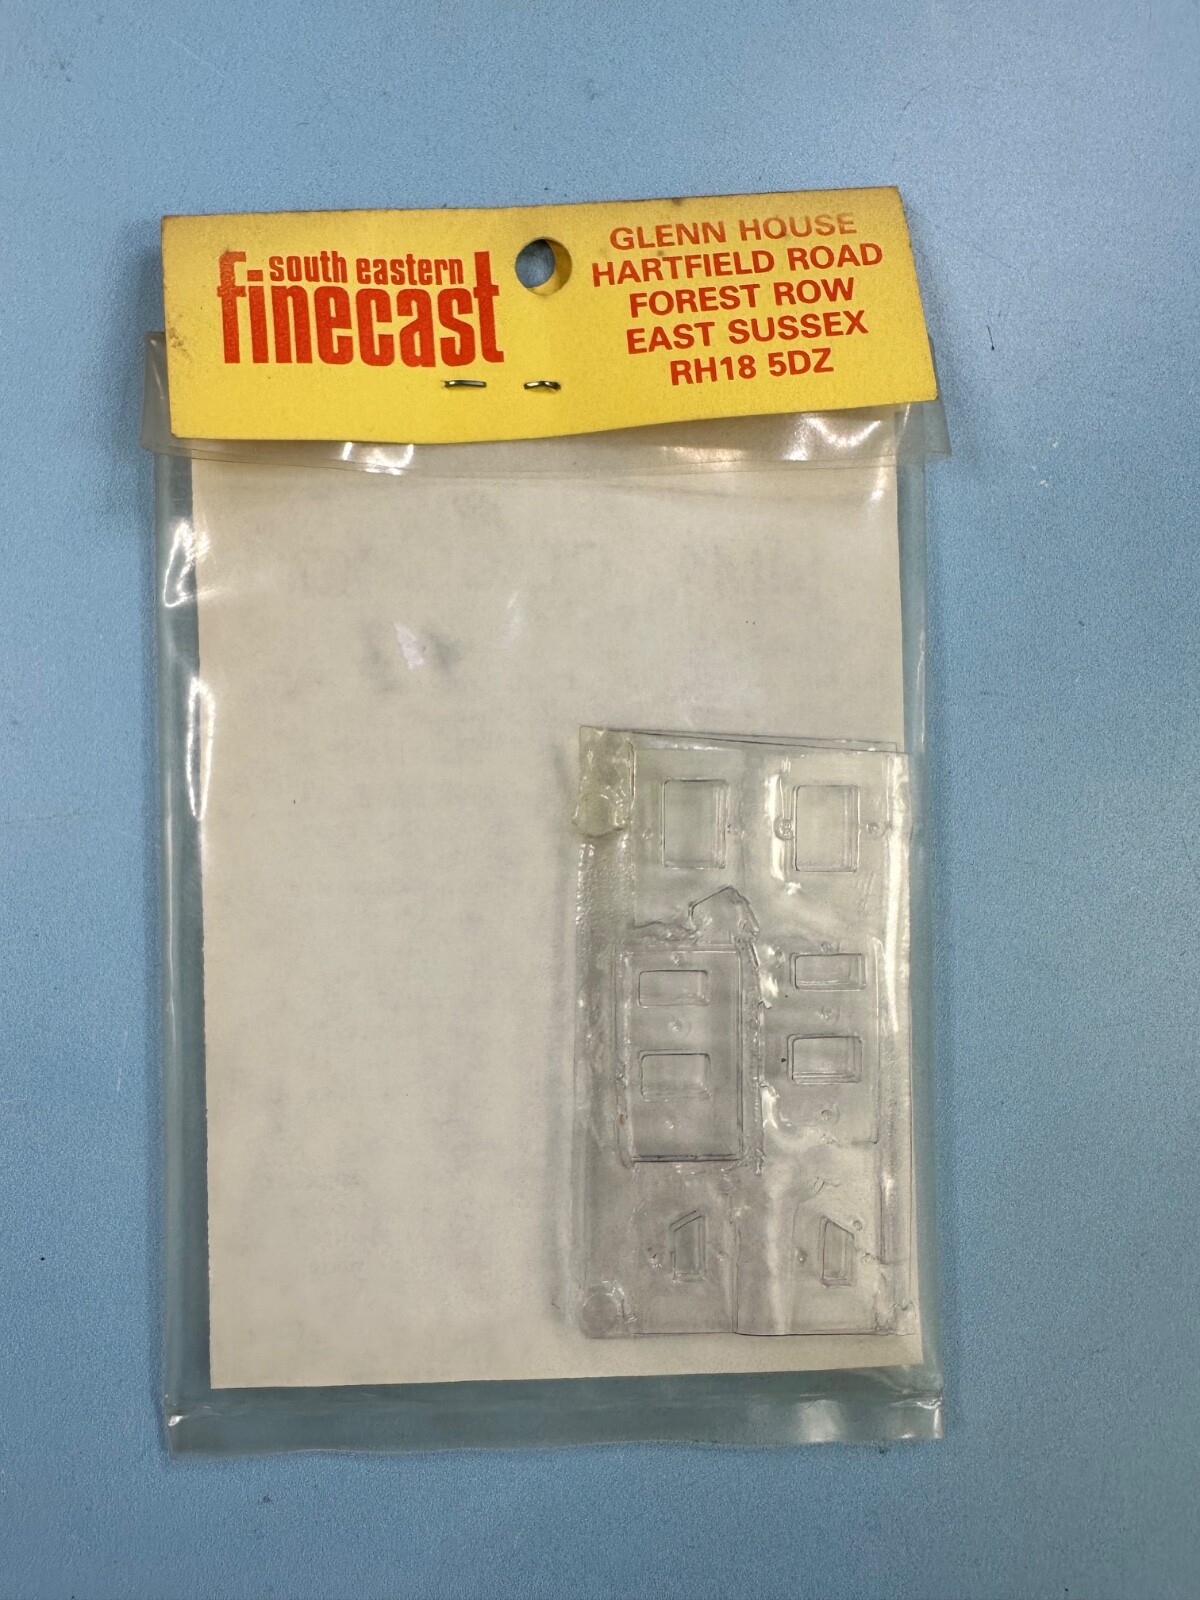 south eastern
finecast
GLENN HOUSE
HARTFIELD ROAD
FOREST ROW
EAST SUSSEX
RH18 5DZ